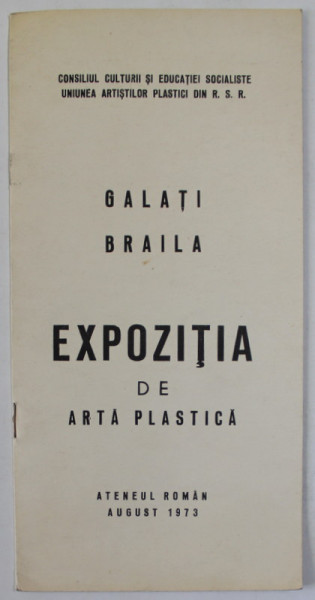 CONSILIUL CULTURII ȘI EDUCAȚIEI SOCIALISTE
UNIUNEA ARTIȘTILOR PLASTICI DIN R. S. R.
GALAȚI
BRAILA
EXPOZIȚIA
DE
ARTĂ PLASTICĂ
ATENEUL ROMÂN
AUGUST 1973